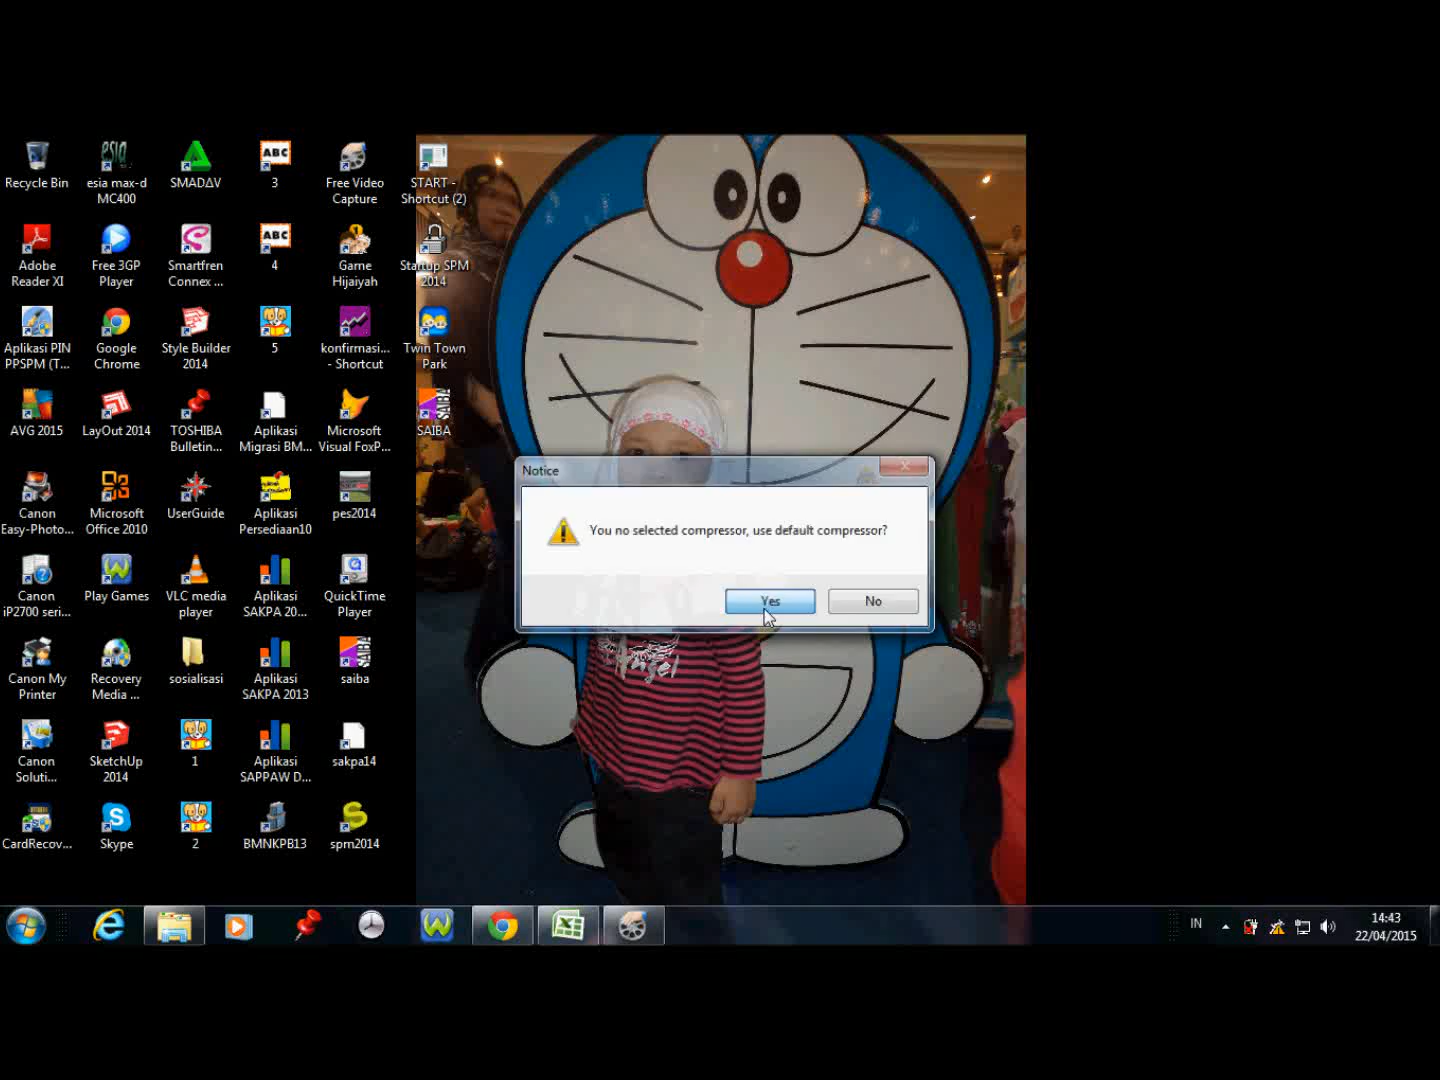 Recycle Bin
esia max-d
MC400
SMADΔV
ABC
3
Free Video
Capture
START -
Shortcut (2)
Adobe
Reader XI
Free 3GP
Player
Smartfren
Connex ...
ABC
4
Game
Hijaiyah
Startup SPM
2014
Aplikasi PIN
PPSPM (T...
Google
Chrome
Style Builder
2014
5
konfirmasi...
- Shortcut
Twin Town
Park
AVG 2015
LayOut 2014
TOSHIBA
Bulletin...
Aplikasi
Migrasi BM...
Microsoft
Visual FoxP...
SAIBA
Canon
Easy-Photo...
Microsoft
Office 2010
UserGuide
Aplikasi
Persediaan10
pes2014
Canon
iP2700 seri...
Play Games
VLC media
player
Aplikasi
SAKPA 20...
QuickTime
Player
Canon My
Printer
Recovery
Media ...
sosialisasi
Aplikasi
SAKPA 2013
saiba
Canon
Soluti...
SketchUp
2014
1
Aplikasi
SAPPAW D...
sakpa14
CardRecov...
Skype
2
BMNKPB13
spm2014
Notice
You no selected compressor, use default compressor?
Yes
No
Angel
IN
14:43
22/04/2015